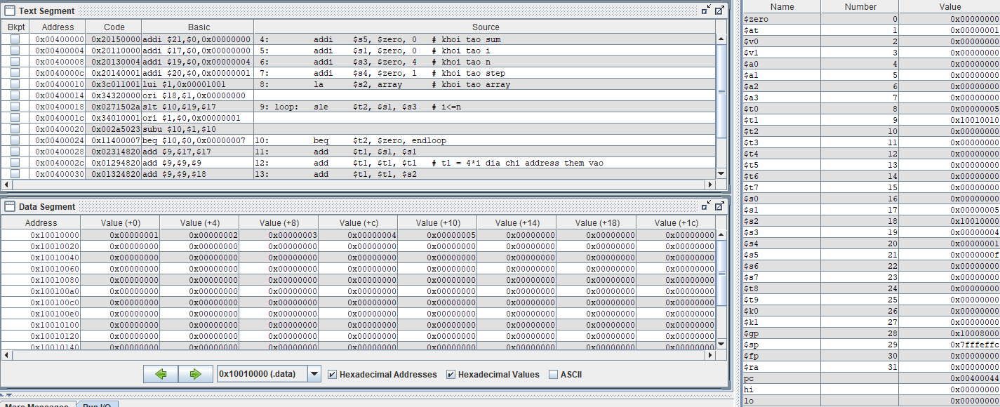 Text Segment
Bkpt Address Code Basic Source
0x00400000 0x20150000 addi $21,$0,0x00000000 4: addi $s5, $zero, 0 # khoi tao sum
0x00400004 0x20110000 addi $17,$0,0x00000000 5: addi $s1, $zero, 0 # khoi tao i
0x00400008 0x20130004 addi $19,$0,0x00000004 6: addi $s3, $zero, 4 # khoi tao n
0x0040000c 0x20140001 addi $20,$0,0x00000001 7: addi $s4, $zero, 1 # khoi tao step
0x00400010 0x3c011001 lui $1,0x00001001 8: la $s2, array # khoi tao array
0x00400014 0x34320000 ori $18,$1,0x00000000
0x00400018 0x0271502a slt $10,$19,$17 9: loop: sle $t2, $s1, $s3 # i<=n
0x0040001c 0x34010001 ori $1,$0,0x00000001
0x00400020 0x002a5023 subu $10,$1,$10
0x00400024 0x11400007 beq $10,$0,0x00000007 10: beq $t2, $zero, endloop
0x00400028 0x02314820 add $9,$17,$17 11: add $t1, $s1, $s1
0x0040002c 0x01294820 add $9,$9,$9 12: add $t1, $t1, $t1 # t1 = 4*i dia chi address them vao
0x00400030 0x01324820 add $9,$9,$18 13: add $t1, $t1, $s2
Data Segment
Address Value (+0) Value (+4) Value (+8) Value (+c) Value (+10) Value (+14) Value (+18) Value (+1c)
0x10010000 0x00000001 0x00000002 0x00000003 0x00000004 0x00000005 0x00000000 0x00000000 0x00000000
0x10010020 0x00000000 0x00000000 0x00000000 0x00000000 0x00000000 0x00000000 0x00000000 0x00000000
0x10010040 0x00000000 0x00000000 0x00000000 0x00000000 0x00000000 0x00000000 0x00000000 0x00000000
0x10010060 0x00000000 0x00000000 0x00000000 0x00000000 0x00000000 0x00000000 0x00000000 0x00000000
0x10010080 0x00000000 0x00000000 0x00000000 0x00000000 0x00000000 0x00000000 0x00000000 0x00000000
0x100100a0 0x00000000 0x00000000 0x00000000 0x00000000 0x00000000 0x00000000 0x00000000 0x00000000
0x100100c0 0x00000000 0x00000000 0x00000000 0x00000000 0x00000000 0x00000000 0x00000000 0x00000000
0x100100e0 0x00000000 0x00000000 0x00000000 0x00000000 0x00000000 0x00000000 0x00000000 0x00000000
0x10010100 0x00000000 0x00000000 0x00000000 0x00000000 0x00000000 0x00000000 0x00000000 0x00000000
0x10010120 0x00000000 0x00000000 0x00000000 0x00000000 0x00000000 0x00000000 0x00000000 0x00000000
0x10010140 0x00000000 0x00000000 0x00000000 0x00000000 0x00000000 0x00000000 0x00000000 0x00000000
0x10010000 (.data) Hexadecimal Addresses Hexadecimal Values ASCII
Mars Messages Run I/O
Name Number Value
$zero 0 0x00000000
$at 1 0x00000001
$v0 2 0x00000000
$v1 3 0x00000000
$a0 4 0x00000000
$a1 5 0x00000000
$a2 6 0x00000000
$a3 7 0x00000000
$t0 8 0x00000005
$t1 9 0x10010010
$t2 10 0x00000000
$t3 11 0x00000000
$t4 12 0x00000000
$t5 13 0x00000000
$t6 14 0x00000000
$t7 15 0x00000000
$s0 16 0x00000000
$s1 17 0x00000005
$s2 18 0x10010000
$s3 19 0x00000004
$s4 20 0x00000001
$s5 21 0x0000000f
$s6 22 0x00000000
$s7 23 0x00000000
$t8 24 0x00000000
$t9 25 0x00000000
$k0 26 0x00000000
$k1 27 0x00000000
$gp 28 0x10008000
$sp 29 0x7fffeffc
$fp 30 0x00000000
$ra 31 0x00000000
pc 0x00400044
hi 0x00000000
lo 0x00000000